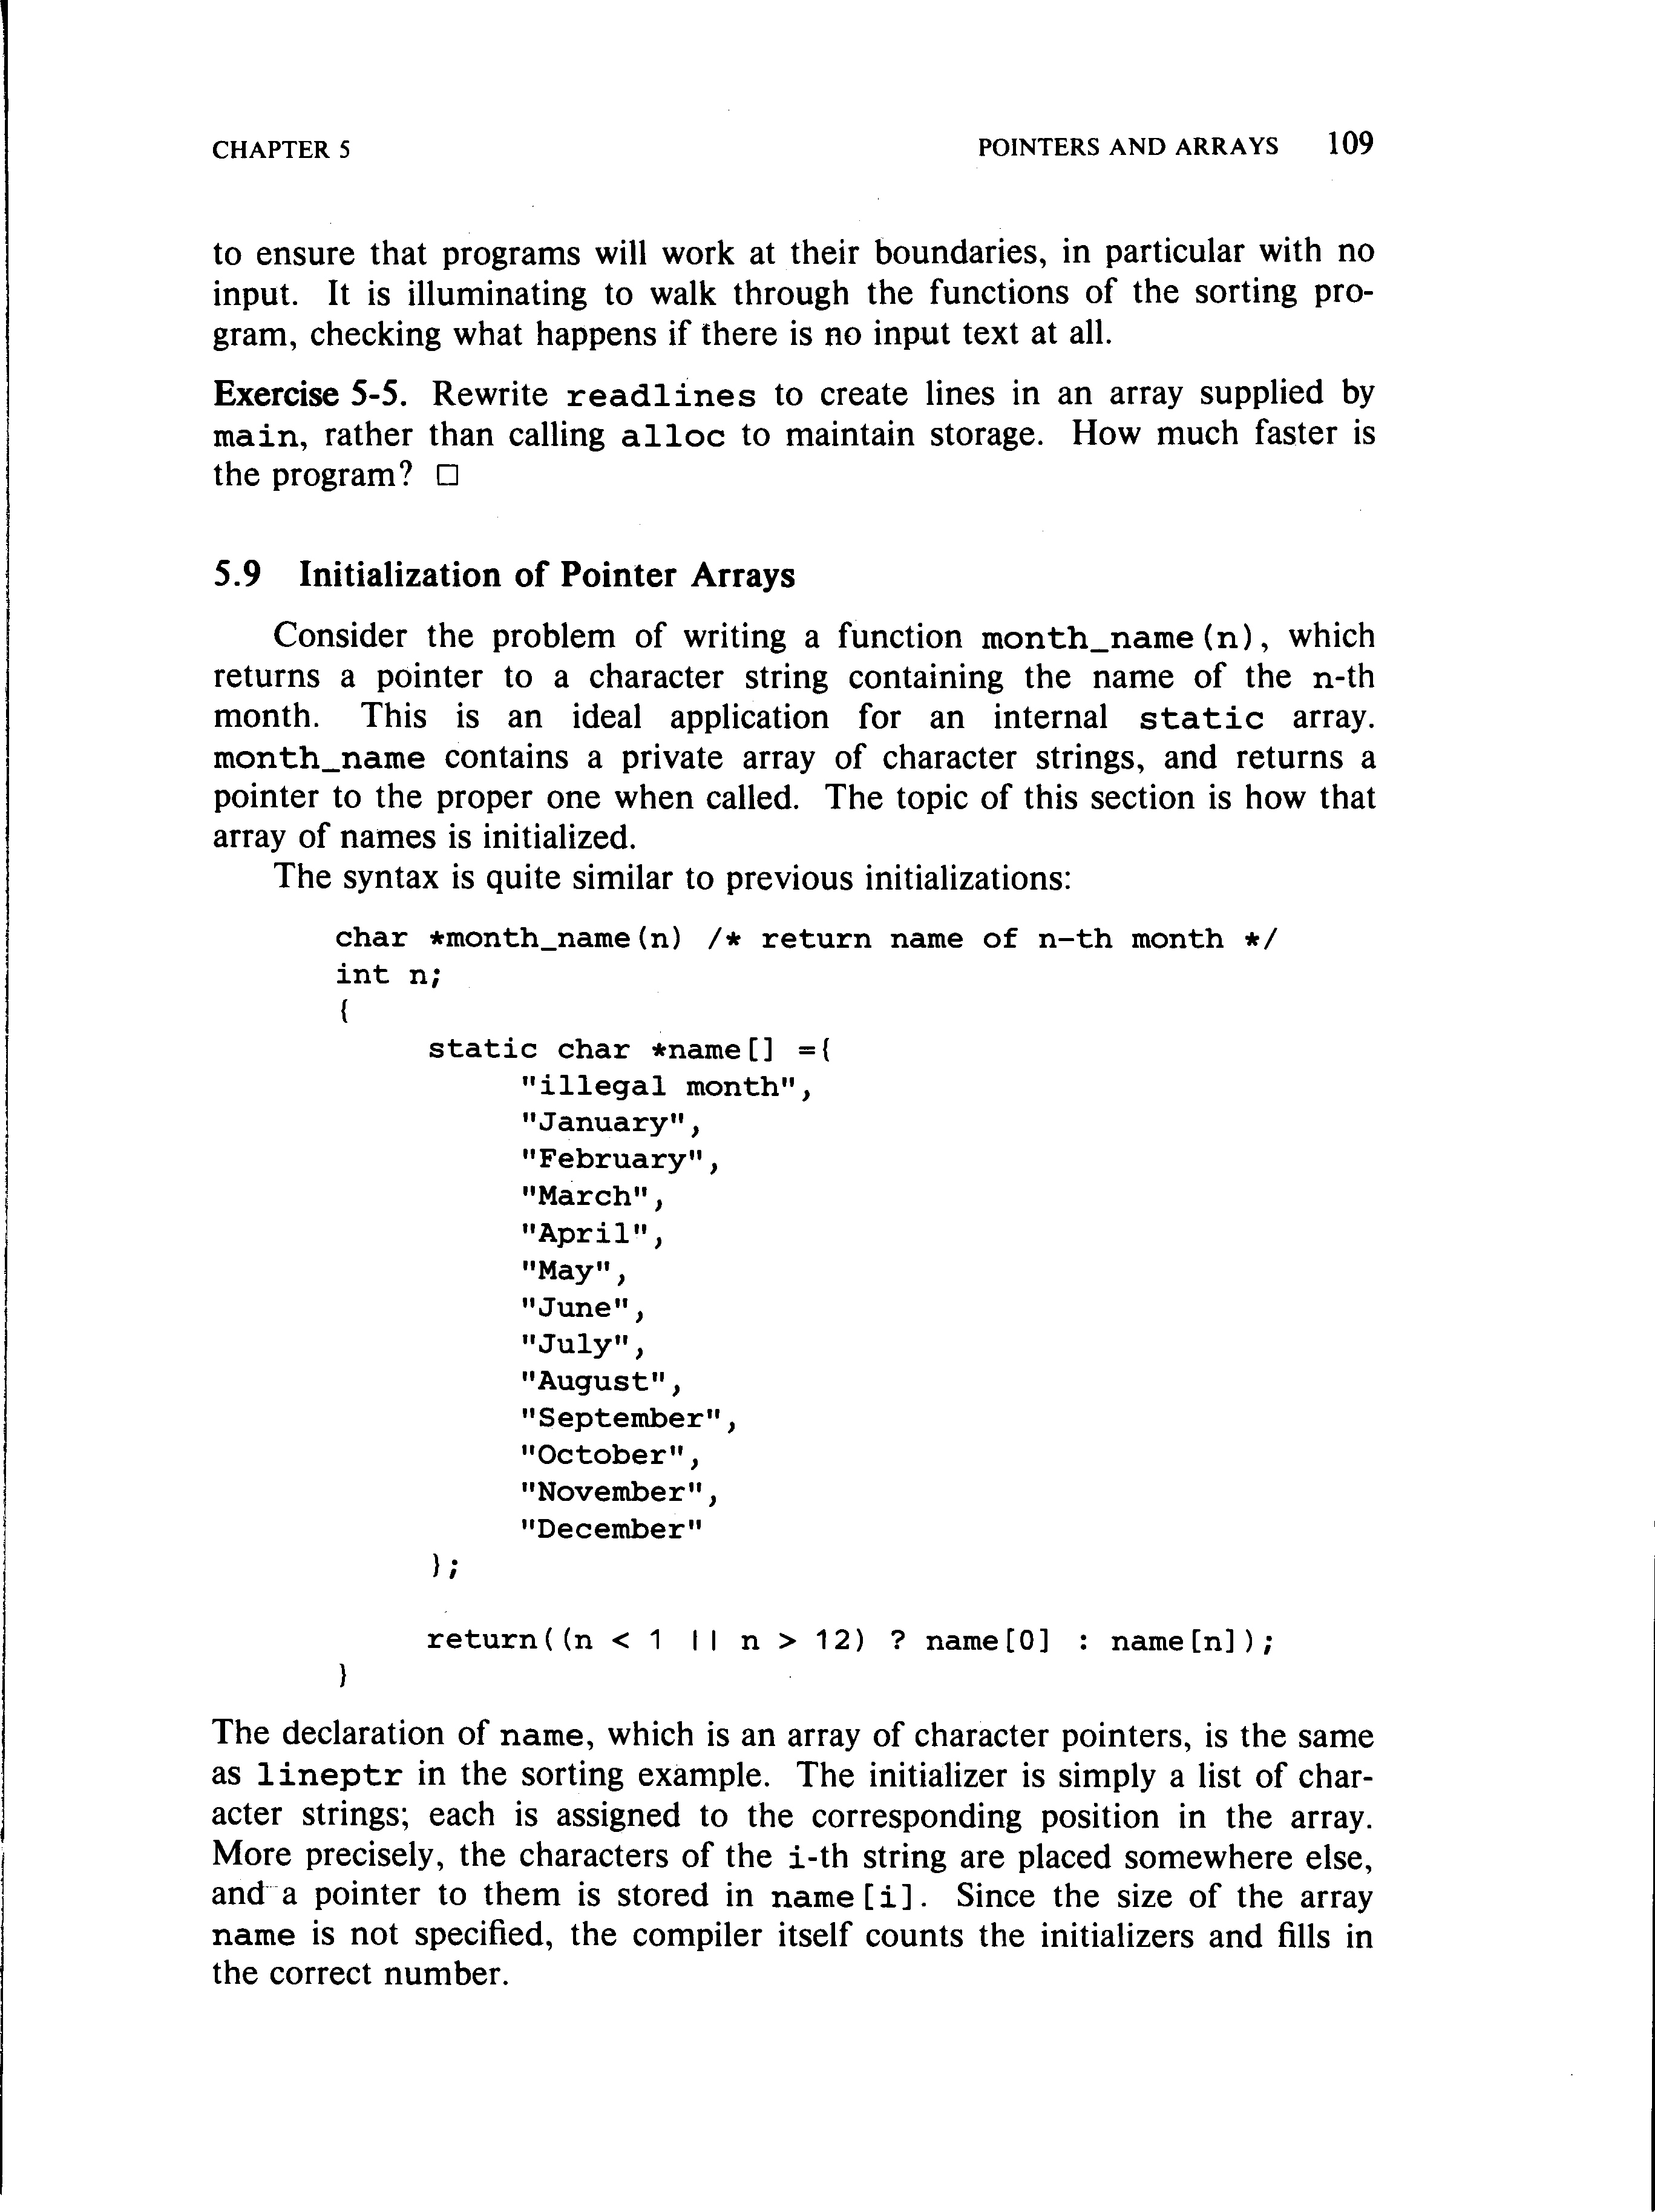 CHAPTER 5 POINTERS AND ARRAYS 109
to ensure that programs will work at their boundaries, in particular with no
input. It is illuminating to walk through the functions of the sorting pro-
gram, checking what happens if there is no input text at all.
Exercise 5-5. Rewrite readlines to create lines in an array supplied by
main, rather than calling alloc to maintain storage. How much faster is
the program? □
5.9 Initialization of Pointer Arrays
Consider the problem of writing a function month_name(n), which
returns a pointer to a character string containing the name of the n-th
month. This is an ideal application for an internal static array.
month_name contains a private array of character strings, and returns a
pointer to the proper one when called. The topic of this section is how that
array of names is initialized.
The syntax is quite similar to previous initializations:
char *month_name(n) /* return name of n-th month */
int n;
{
static char *name[] ={
"illegal month",
"January",
"February",
"March",
"April",
"May",
"June",
"July",
"August",
"September",
"October",
"November",
"December"
};
return((n < 1 || n > 12) ? name[0] : name[n]);
}
The declaration of name, which is an array of character pointers, is the same
as lineptr in the sorting example. The initializer is simply a list of char-
acter strings; each is assigned to the corresponding position in the array.
More precisely, the characters of the i-th string are placed somewhere else,
and a pointer to them is stored in name[i]. Since the size of the array
name is not specified, the compiler itself counts the initializers and fills in
the correct number.